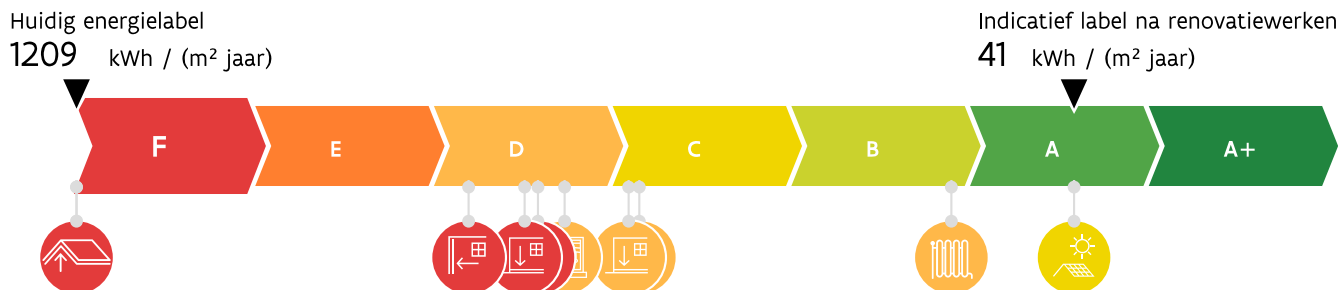 Huidig energielabel
1209 kWh / (m² jaar)
Indicatief label na renovatiewerken
41 kWh / (m² jaar)
F E D C B A A+